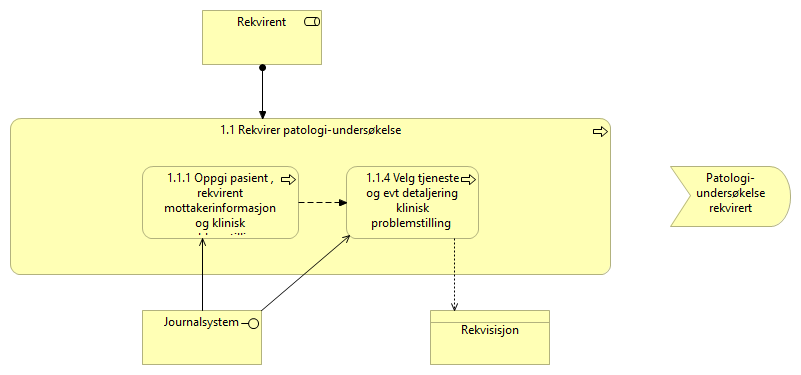 Rekvirent
1.1 Rekvirer patologi-undersøkelse
1.1.1 Oppgi pasient ,
rekvirent
mottakerinformasjon
og klinisk
1.1.4 Velg tjeneste
og evt detaljering
klinisk
problemstilling
Patologi-
undersøkelse
rekvirert
Journalsystem
Rekvisisjon